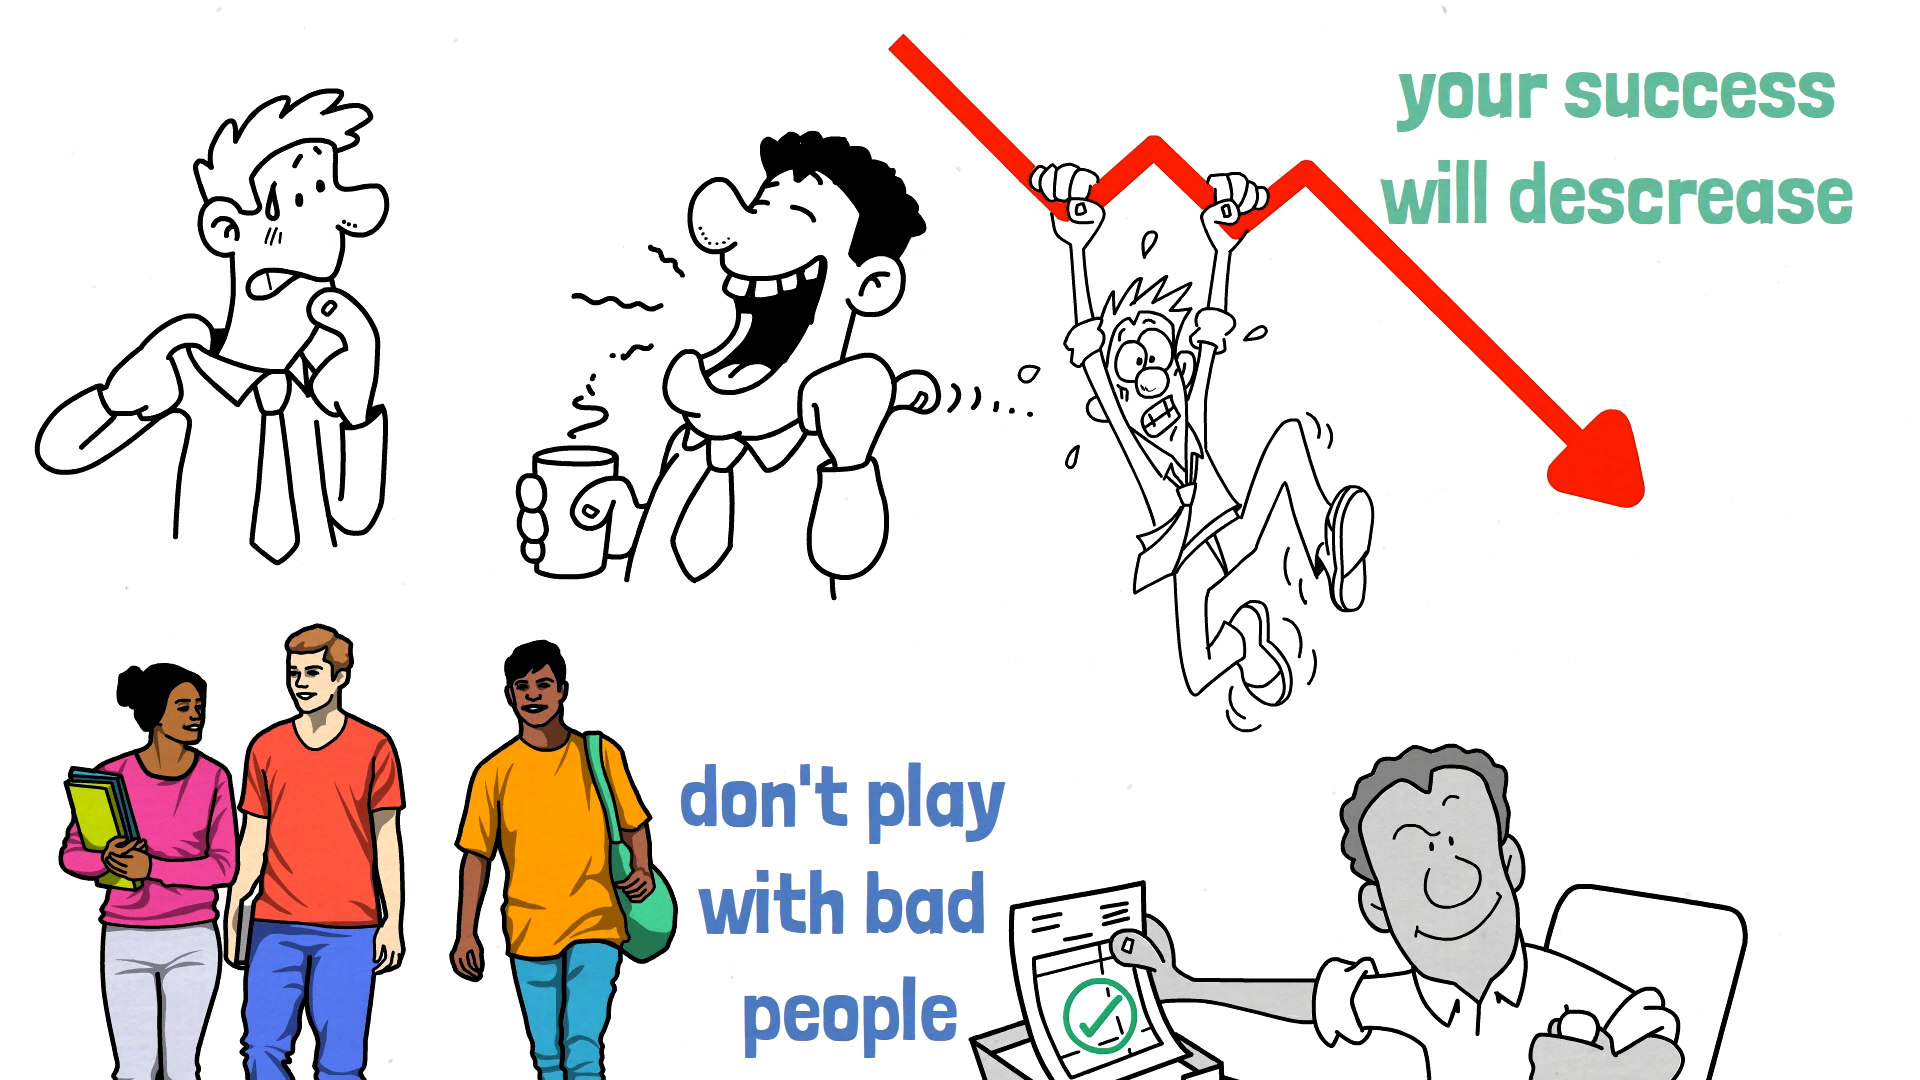 your success
will descrease
don't play
with bad
people